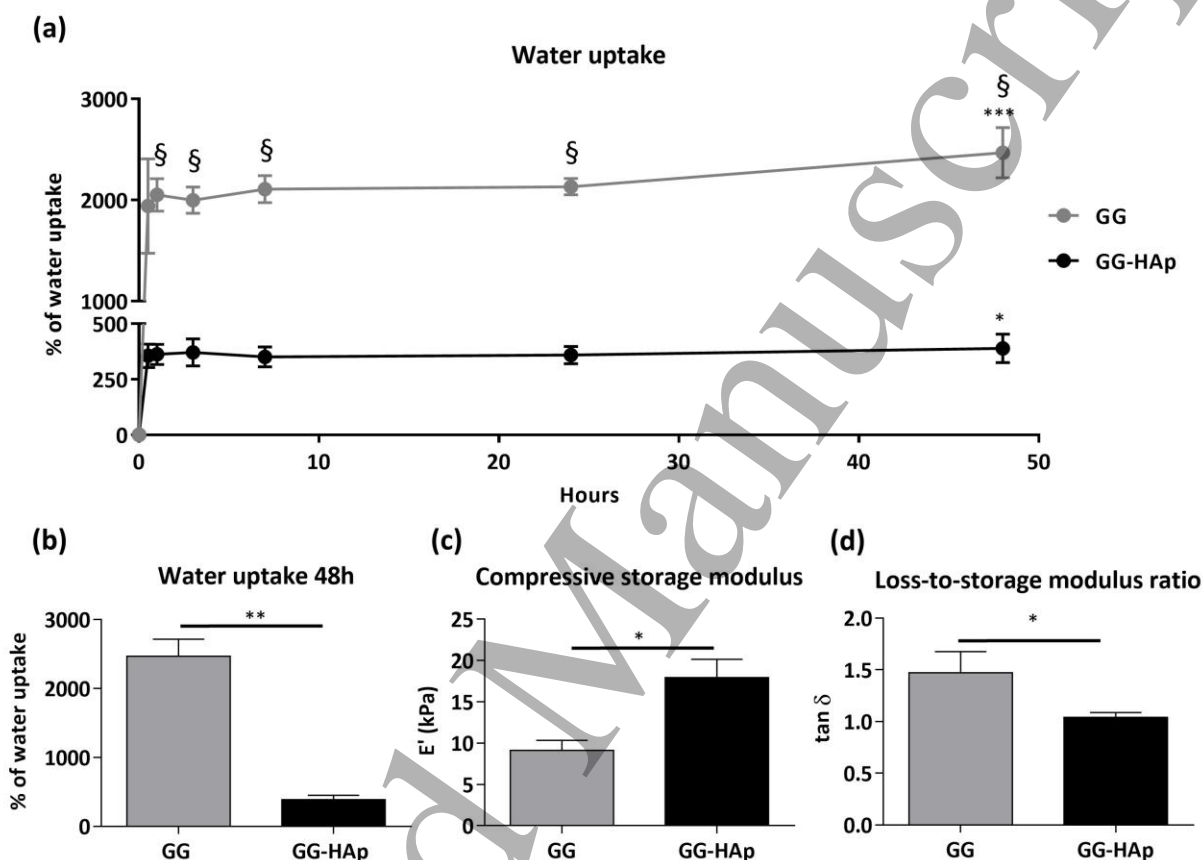 (a)
Water uptake
% of water uptake
3000
2000
1000
500
250
0
§ § § § §
***
*
GG
GG-HAp
0 10 20 30 40 50
Hours
(b)
Water uptake 48h
% of water uptake
3000
2000
1000
0
**
GG GG-HAp
(c)
Compressive storage modulus
E' (kPa)
25
20
15
10
5
0
*
GG GG-HAp
(d)
Loss-to-storage modulus ratio
tan δ
2.0
1.5
1.0
0.5
0.0
*
GG GG-HAp
d Manuscrip